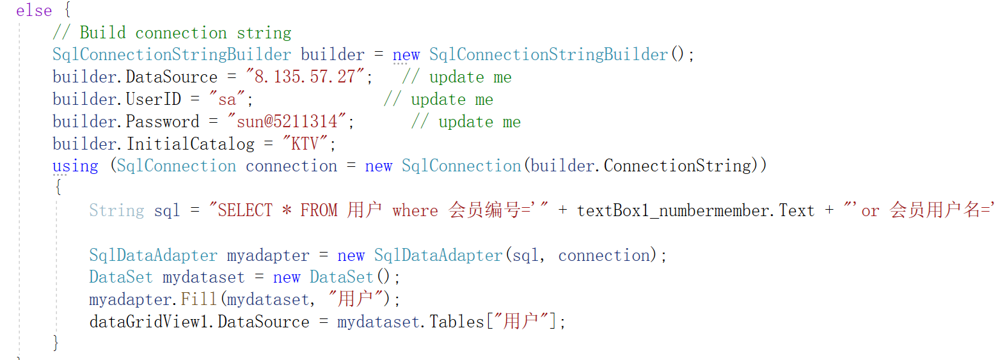 else {
// Build connection string
SqlConnectionStringBuilder builder = new SqlConnectionStringBuilder();
builder.DataSource = "8.135.57.27";   // update me
builder.UserID = "sa";              // update me
builder.Password = "sun@5211314";      // update me
builder.InitialCatalog = "KTV";
using (SqlConnection connection = new SqlConnection(builder.ConnectionString))
{
String sql = "SELECT * FROM 用户 where 会员编号='" + textBox1_numbermember.Text + "'or 会员用户名='
SqlDataAdapter myadapter = new SqlDataAdapter(sql, connection);
DataSet mydataset = new DataSet();
myadapter.Fill(mydataset, "用户");
dataGridView1.DataSource = mydataset.Tables["用户"];
}